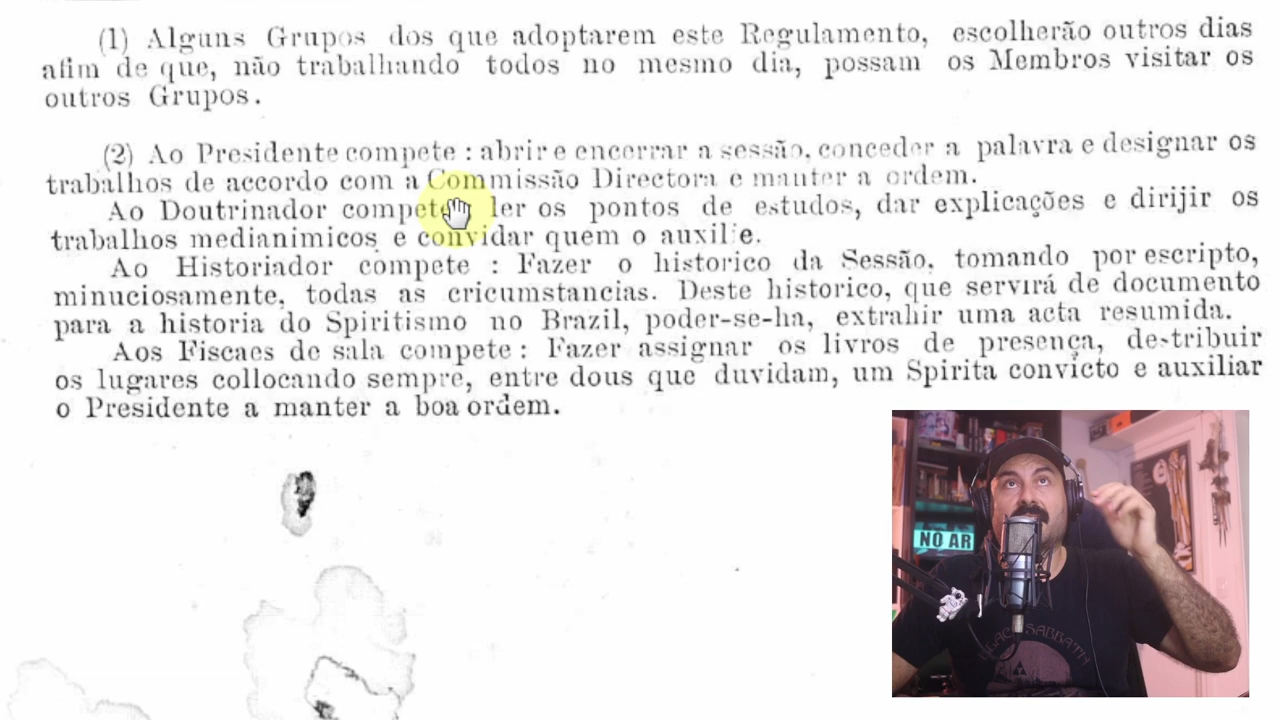 (1) Alguns Grupos dos que adoptarem este Regulamento, escolherão outros dias
afim de que, não trabalhando todos no mesmo dia, possam os Membros visitar os
outros Grupos.
(2) Ao Presidente compete : abrir e encerrar a sessão, conceder a palavra e designar os
trabalhos de accordo com a Commissão Directora e manter a ordem.
Ao Doutrinador compete ler os pontos de estudos, dar explicações e dirijir os
trabalhos medianimicos e convidar quem o auxilie.
Ao Historiador compete : Fazer o historico da Sessão, tomando por escripto,
minuciosamente, todas as cricumstancias. Deste historico, que servirá de documento
para a historia do Spiritismo no Brazil, poder-se-ha, extrahir uma acta resumida.
Aos Fiscaes de sala compete : Fazer assignar os livros de presença, destribuir
os lugares collocando sempre, entre dous que duvidam, um Spirita convicto e auxiliar
o Presidente a manter a boa ordem.
NO AR
BLACK SABBATH